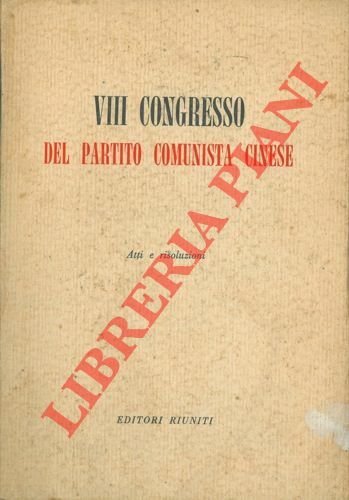 VIII CONGRESSO
DEL PARTITO COMUNISTA CINESE
Atti e risoluzioni
EDITORI RIUNITI
LIBRERIA PIANI